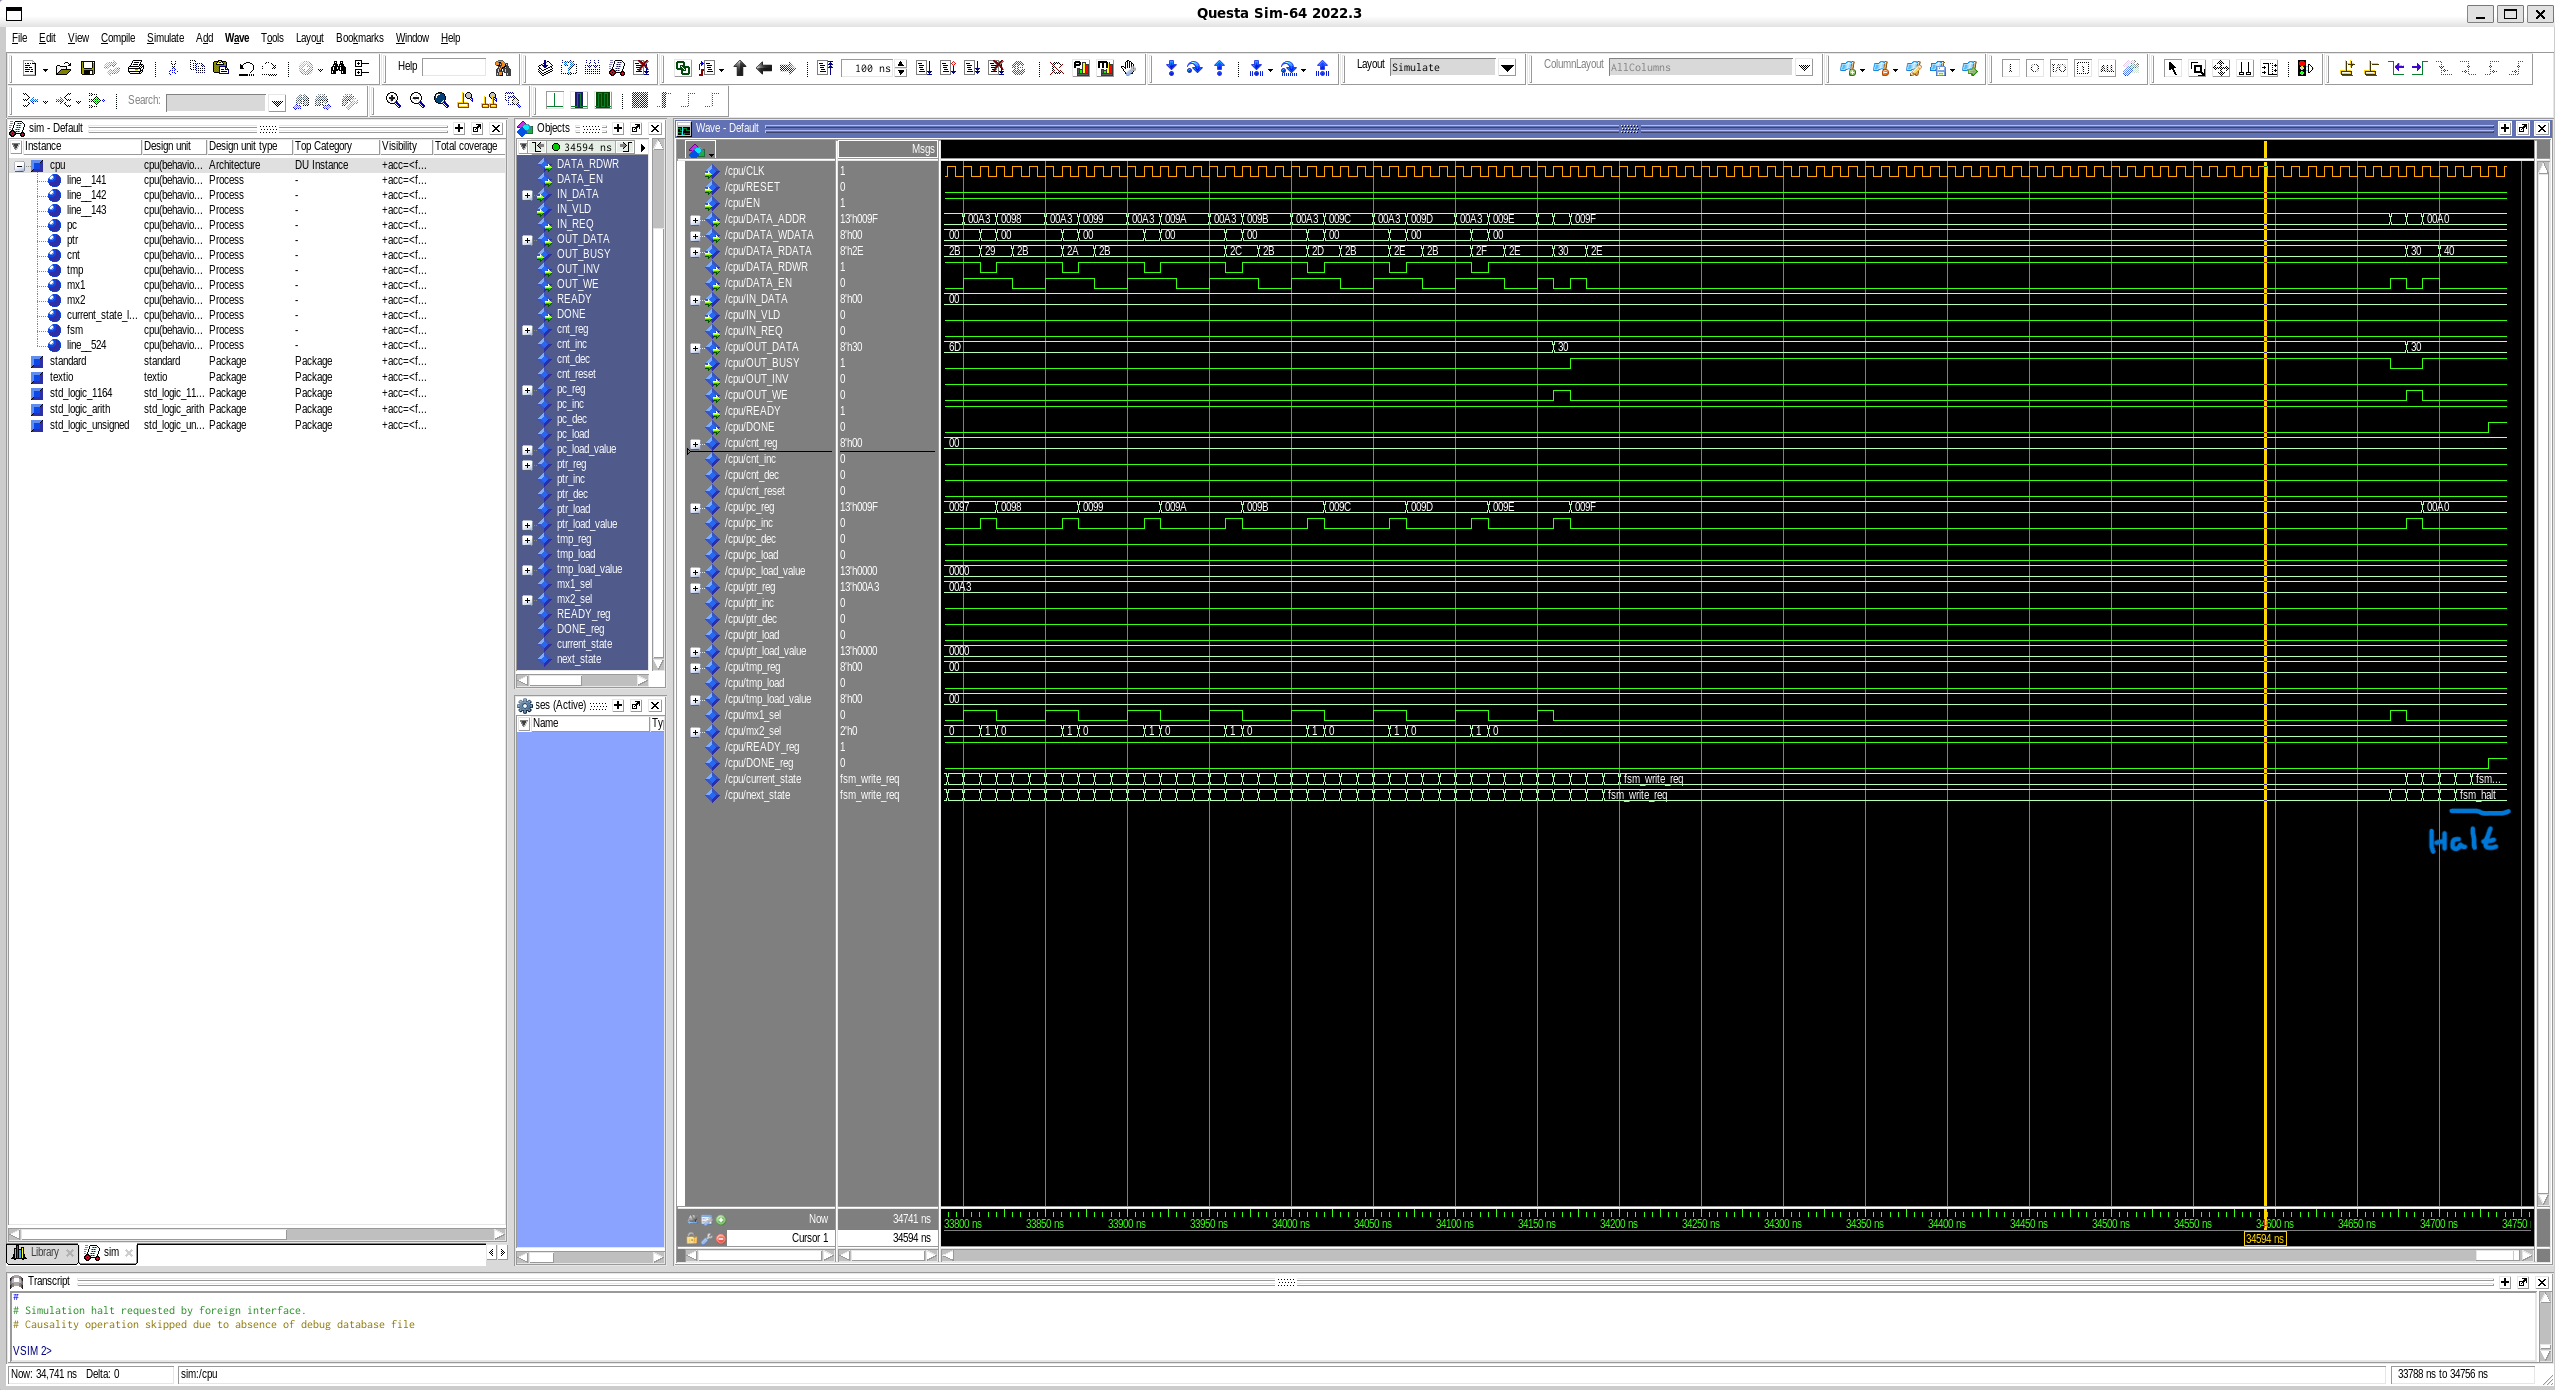 Questa Sim-64 2022.3
File Edit View Compile Simulate Add Wave Tools Layout Bookmarks Window Help
Help
100 ns
Layout Simulate
ColumnLayout AllColumns
Search:
sim - Default
Instance Design unit Design unit type Top Category Visibility Total coverage
cpu cpu(behavio... Architecture DU Instance +acc=<f...
line__141 cpu(behavio... Process - +acc=<f...
line__142 cpu(behavio... Process - +acc=<f...
line__143 cpu(behavio... Process - +acc=<f...
pc cpu(behavio... Process - +acc=<f...
ptr cpu(behavio... Process - +acc=<f...
cnt cpu(behavio... Process - +acc=<f...
tmp cpu(behavio... Process - +acc=<f...
mx1 cpu(behavio... Process - +acc=<f...
mx2 cpu(behavio... Process - +acc=<f...
current_state_l... cpu(behavio... Process - +acc=<f...
fsm cpu(behavio... Process - +acc=<f...
line__524 cpu(behavio... Process - +acc=<f...
standard standard Package Package +acc=<f...
textio textio Package Package +acc=<f...
std_logic_1164 std_logic_11... Package Package +acc=<f...
std_logic_arith std_logic_arith Package Package +acc=<f...
std_logic_unsigned std_logic_un... Package Package +acc=<f...
Library sim
Objects
34594 ns
DATA_RDWR
DATA_EN
IN_DATA
IN_VLD
IN_REQ
OUT_DATA
OUT_BUSY
OUT_INV
OUT_WE
READY
DONE
cnt_reg
cnt_inc
cnt_dec
cnt_reset
pc_reg
pc_inc
pc_dec
pc_load
pc_load_value
ptr_reg
ptr_inc
ptr_dec
ptr_load
ptr_load_value
tmp_reg
tmp_load
tmp_load_value
mx1_sel
mx2_sel
READY_reg
DONE_reg
current_state
next_state
ses (Active)
Name Ty
Wave - Default
Msgs
/cpu/CLK 1
/cpu/RESET 0
/cpu/EN 1
/cpu/DATA_ADDR 13'h009F 00A3 0098 00A3 0099 00A3 009A 00A3 009B 00A3 009C 00A3 009D 00A3 009E 009F 00A0
/cpu/DATA_WDATA 8'h00 00 00 00 00 00 00 00 00
/cpu/DATA_RDATA 8'h2E 2B 29 2B 2A 2B 2C 2B 2D 2B 2E 2B 2F 2E 30 2E 30 40
/cpu/DATA_RDWR 1
/cpu/DATA_EN 0
/cpu/IN_DATA 8'h00 00
/cpu/IN_VLD 0
/cpu/IN_REQ 0
/cpu/OUT_DATA 8'h30 6D 30 30
/cpu/OUT_BUSY 1
/cpu/OUT_INV 0
/cpu/OUT_WE 0
/cpu/READY 1
/cpu/DONE 0
/cpu/cnt_reg 8'h00 00
/cpu/cnt_inc 0
/cpu/cnt_dec 0
/cpu/cnt_reset 0
/cpu/pc_reg 13'h009F 0097 0098 0099 009A 009B 009C 009D 009E 009F 00A0
/cpu/pc_inc 0
/cpu/pc_dec 0
/cpu/pc_load 0
/cpu/pc_load_value 13'h0000 0000
/cpu/ptr_reg 13'h00A3 00A3
/cpu/ptr_inc 0
/cpu/ptr_dec 0
/cpu/ptr_load 0
/cpu/ptr_load_value 13'h0000 0000
/cpu/tmp_reg 8'h00 00
/cpu/tmp_load 0
/cpu/tmp_load_value 8'h00 00
/cpu/mx1_sel 0
/cpu/mx2_sel 2'h0 0 1 0 1 0 1 0 1 0 1 0 1 0 1 0
/cpu/READY_reg 1
/cpu/DONE_reg 0
/cpu/current_state fsm_write_req fsm_write_req fsm...
/cpu/next_state fsm_write_req fsm_write_req fsm_halt
Halt
Now 34741 ns 33800 ns 33850 ns 33900 ns 33950 ns 34000 ns 34050 ns 34100 ns 34150 ns 34200 ns 34250 ns 34300 ns 34350 ns 34400 ns 34450 ns 34500 ns 34550 ns 34600 ns 34650 ns 34700 ns 34750
Cursor 1 34594 ns 34594 ns
Transcript
#
# Simulation halt requested by foreign interface.
# Causality operation skipped due to absence of debug database file
VSIM 2>
Now: 34,741 ns Delta: 0 sim:/cpu 33788 ns to 34756 ns